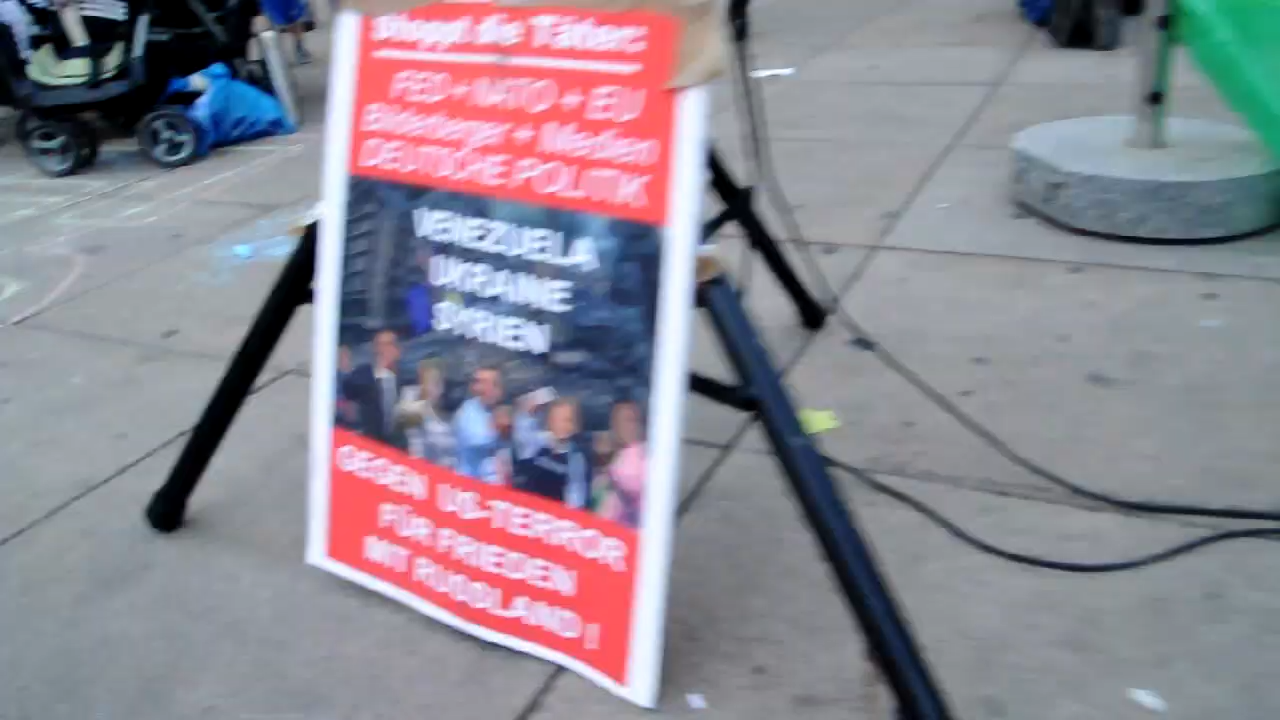 stoppt die Täter:
FED + NATO + EU
Bilderberger + Medien
DEUTSCHE POLITIK
VENEZUELA
UKRAINE
SYRIEN
GEGEN US-TERROR
FÜR FRIEDEN
MIT RUSSLAND !